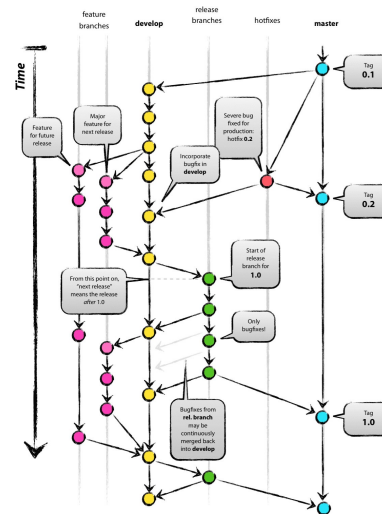 feature
branches
develop
release
branches
hotfixes
master
Time
Tag
0.1
Major
feature for
next release
Feature
for future
release
Severe bug
fixed for
production:
hotfix 0.2
Incorporate
bugfix in
develop
Tag
0.2
Start of
release
branch for
1.0
From this point on,
"next release"
means the release
after 1.0
Only
bugfixes!
Bugfixes from
rel. branch
may be
continuously
merged back
into develop
Tag
1.0